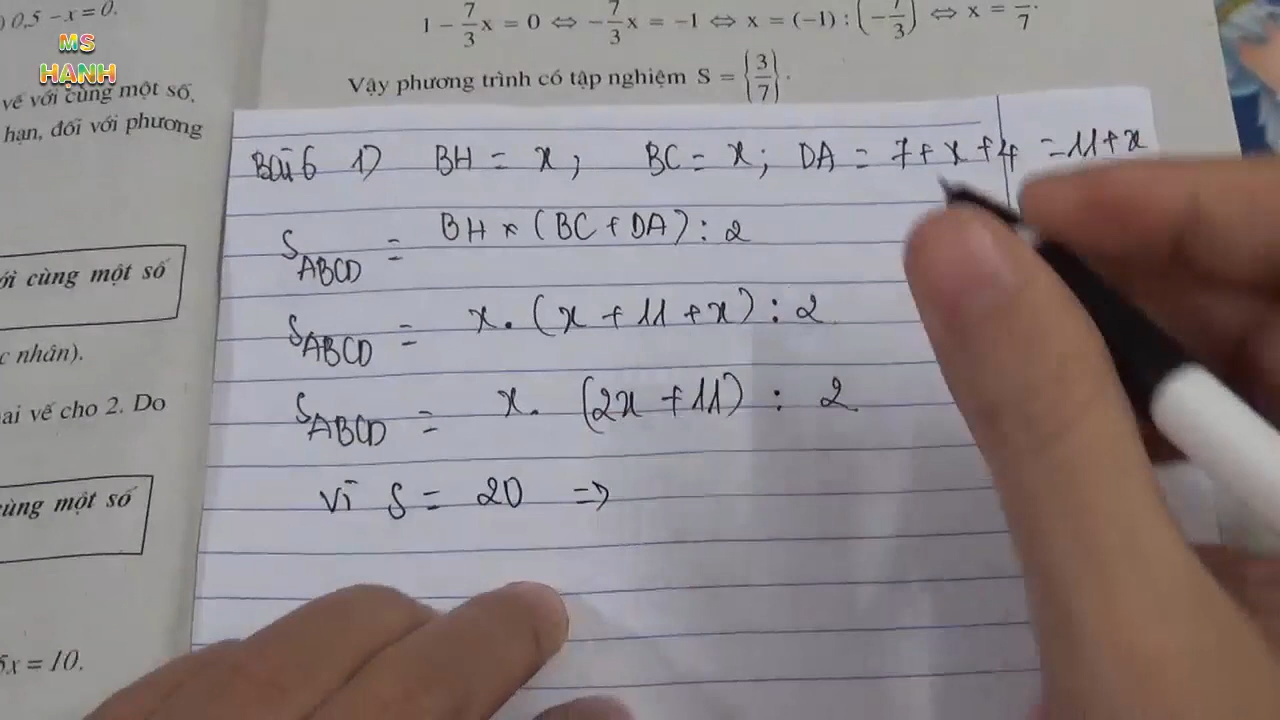 ) 0,5 – x = 0.
MS
HẠNH
vế với cùng một số,
hạn, đối với phương
ới cùng một số
c nhân).
ai vế cho 2. Do
cùng một số
5x = 10.
1 – 7/3 x = 0 ⇔ – 7/3 x = –1 ⇔ x = (–1) : (– 7/3) ⇔ x = /7.
Vậy phương trình có tập nghiệm S = {3/7}.
Bài 6 1) BH = x ; BC = x ; DA = 7 + x + 4 = 11 + x
S_ABCD = BH × (BC + DA) : 2
S_ABCD = x . (x + 11 + x) : 2
S_ABCD = x . (2x + 11) : 2
Vì S = 20 =>